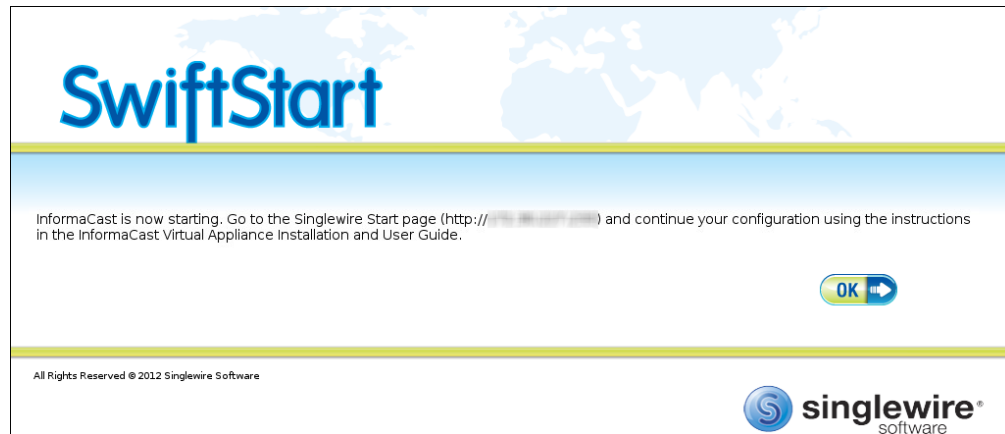 SwiftStart
InformaCast is now starting. Go to the Singlewire Start page (http:// ) and continue your configuration using the instructions
in the InformaCast Virtual Appliance Installation and User Guide.
OK
All Rights Reserved © 2012 Singlewire Software
S singlewire®
software